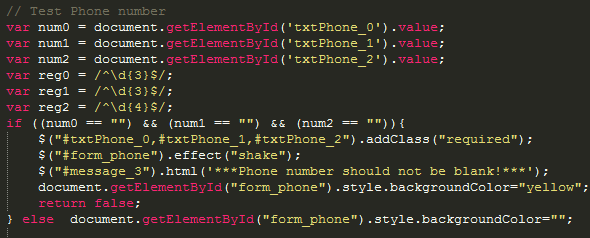 // Test Phone number
var num0 = document.getElementById('txtPhone_0').value;
var num1 = document.getElementById('txtPhone_1').value;
var num2 = document.getElementById('txtPhone_2').value;
var reg0 = /^\d{3}$/;
var reg1 = /^\d{3}$/;
var reg2 = /^\d{4}$/;
if ((num0 == "") && (num1 == "") && (num2 == "")){
    $("#txtPhone_0,#txtPhone_1,#txtPhone_2").addClass("required");
    $("#form_phone").effect("shake");
    $("#message_3").html('***Phone number should not be blank!***');
    document.getElementById("form_phone").style.backgroundColor="yellow";
    return false;
} else  document.getElementById("form_phone").style.backgroundColor="";